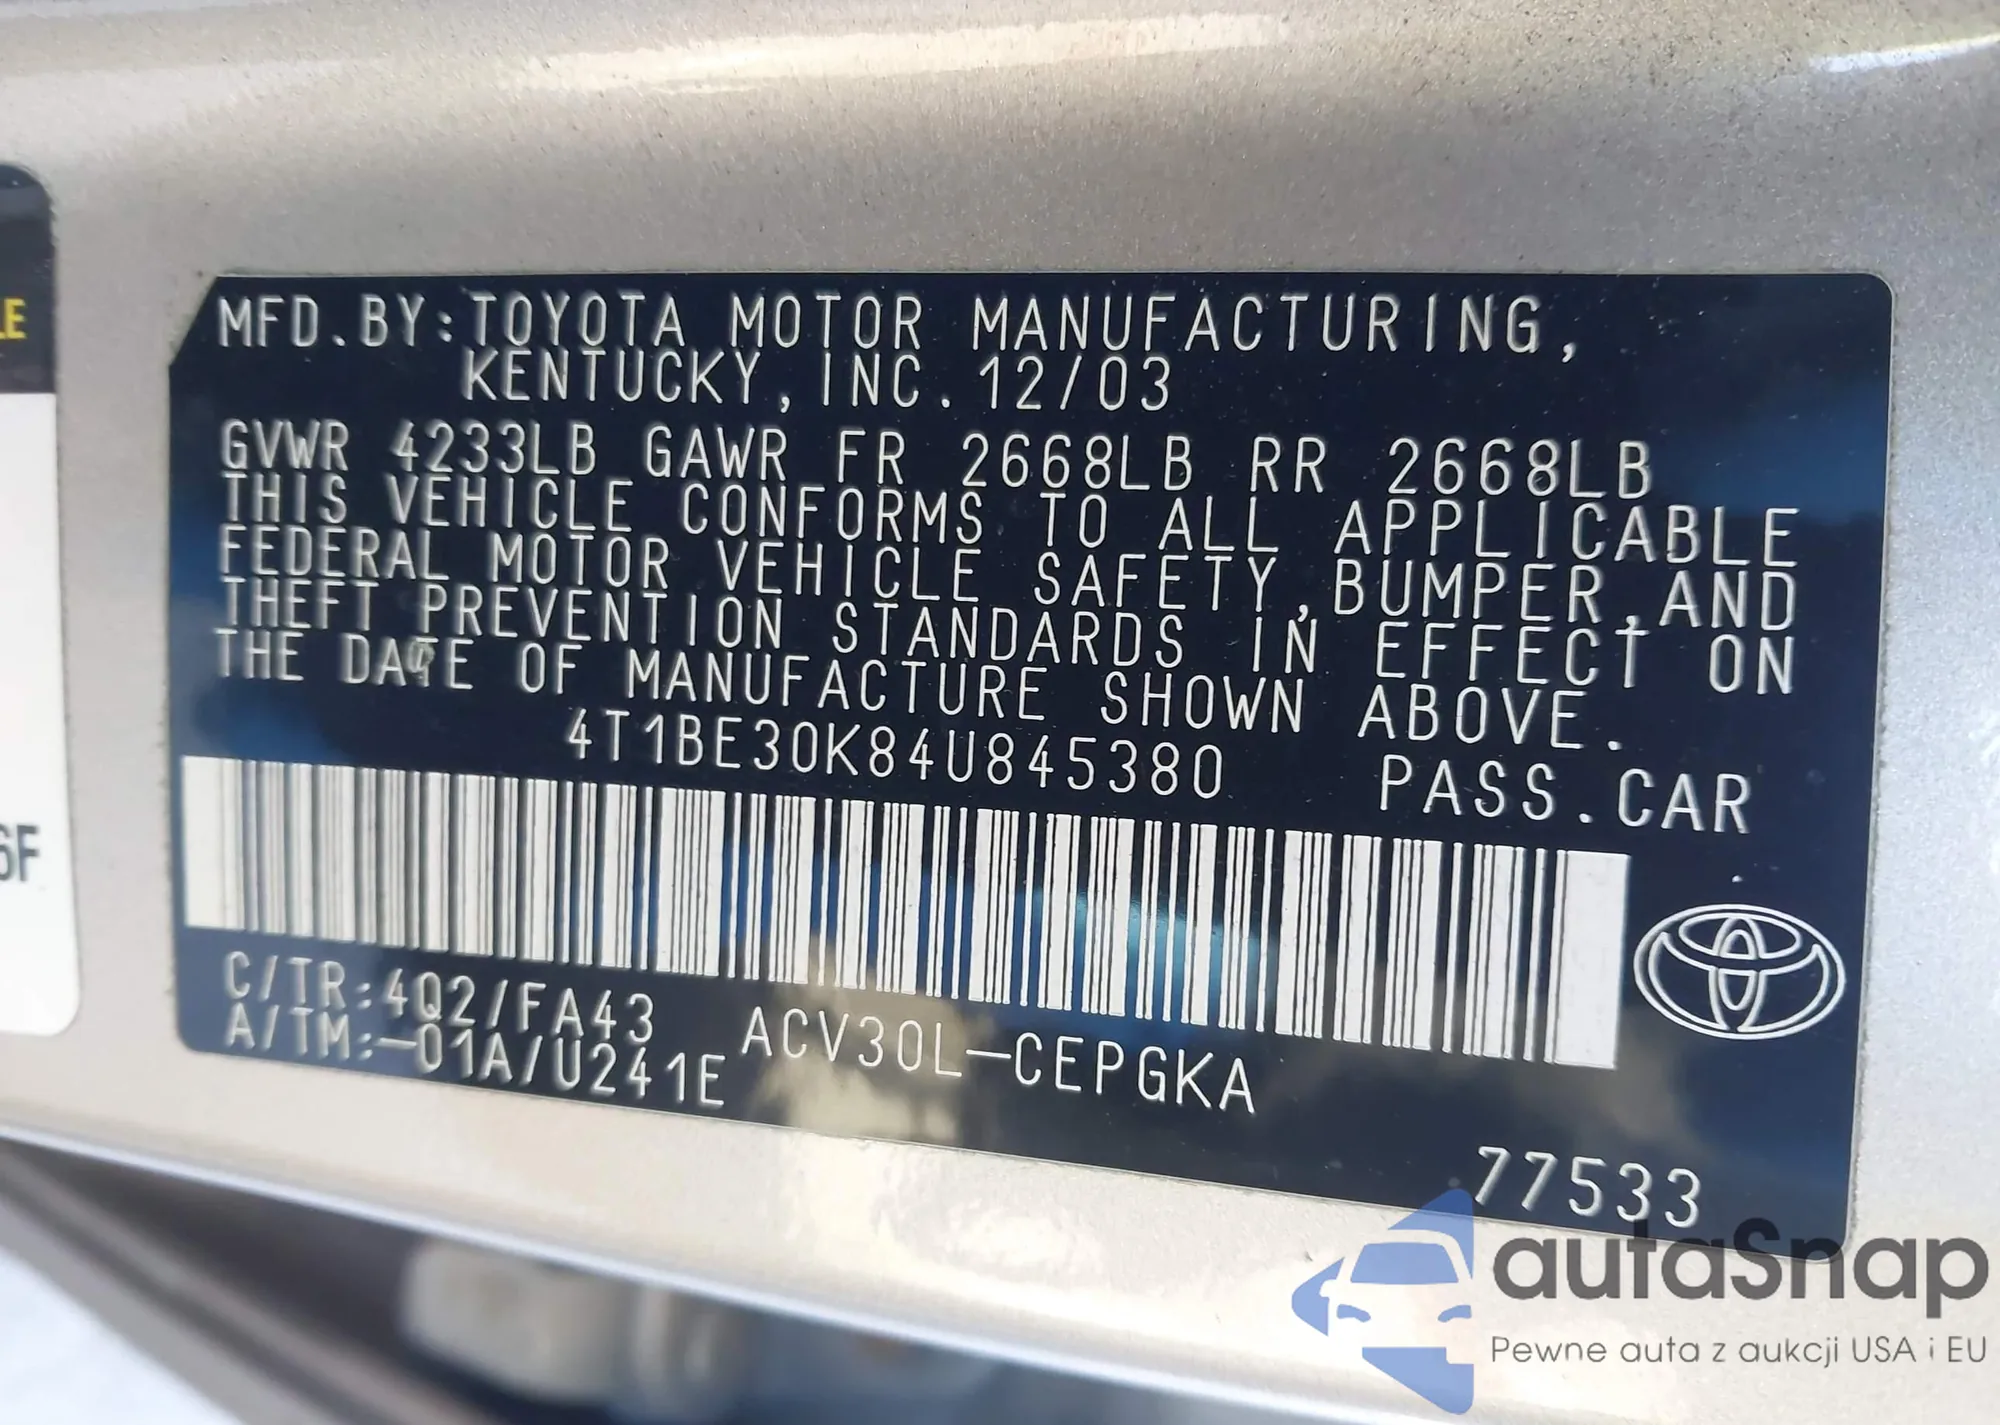 LE
6F
MFD.BY:TOYOTA MOTOR MANUFACTURING,
KENTUCKY,INC. 12/03
GVWR 4233LB GAWR FR 2668LB RR 2668LB
THIS VEHICLE CONFORMS TO ALL APPLICABLE
FEDERAL MOTOR VEHICLE SAFETY,BUMPER,AND
THEFT PREVENTION STANDARDS IN EFFECT ON
THE DATE OF MANUFACTURE SHOWN ABOVE.
4T1BE30K84U845380 PASS.CAR
C/TR:4Q2/FA43 ACV30L-CEPGKA
A/TM:-01A/U241E
77533
autaSnap
Pewne auta z aukcji USA i EU